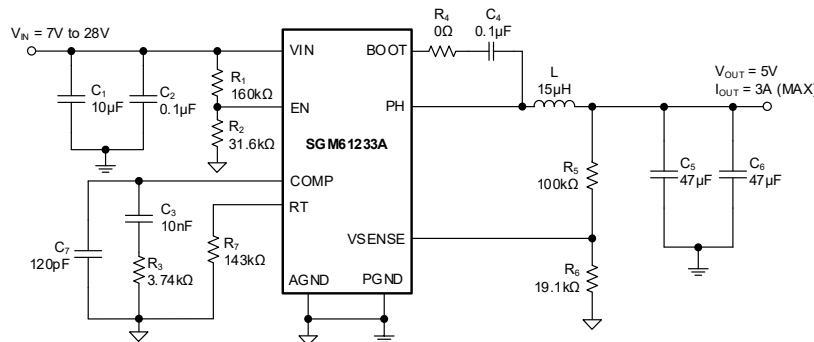 V_IN = 7V to 28V
C1
10μF
C2
0.1μF
R1
160kΩ
R2
31.6kΩ
C7
120pF
C3
10nF
R3
3.74kΩ
R7
143kΩ
VIN
EN
COMP
RT
AGND
PGND
BOOT
PH
VSENSE
SGM61233A
R4
0Ω
C4
0.1μF
L
15μH
R5
100kΩ
R6
19.1kΩ
C5
47μF
C6
47μF
V_OUT = 5V
I_OUT = 3A (MAX)